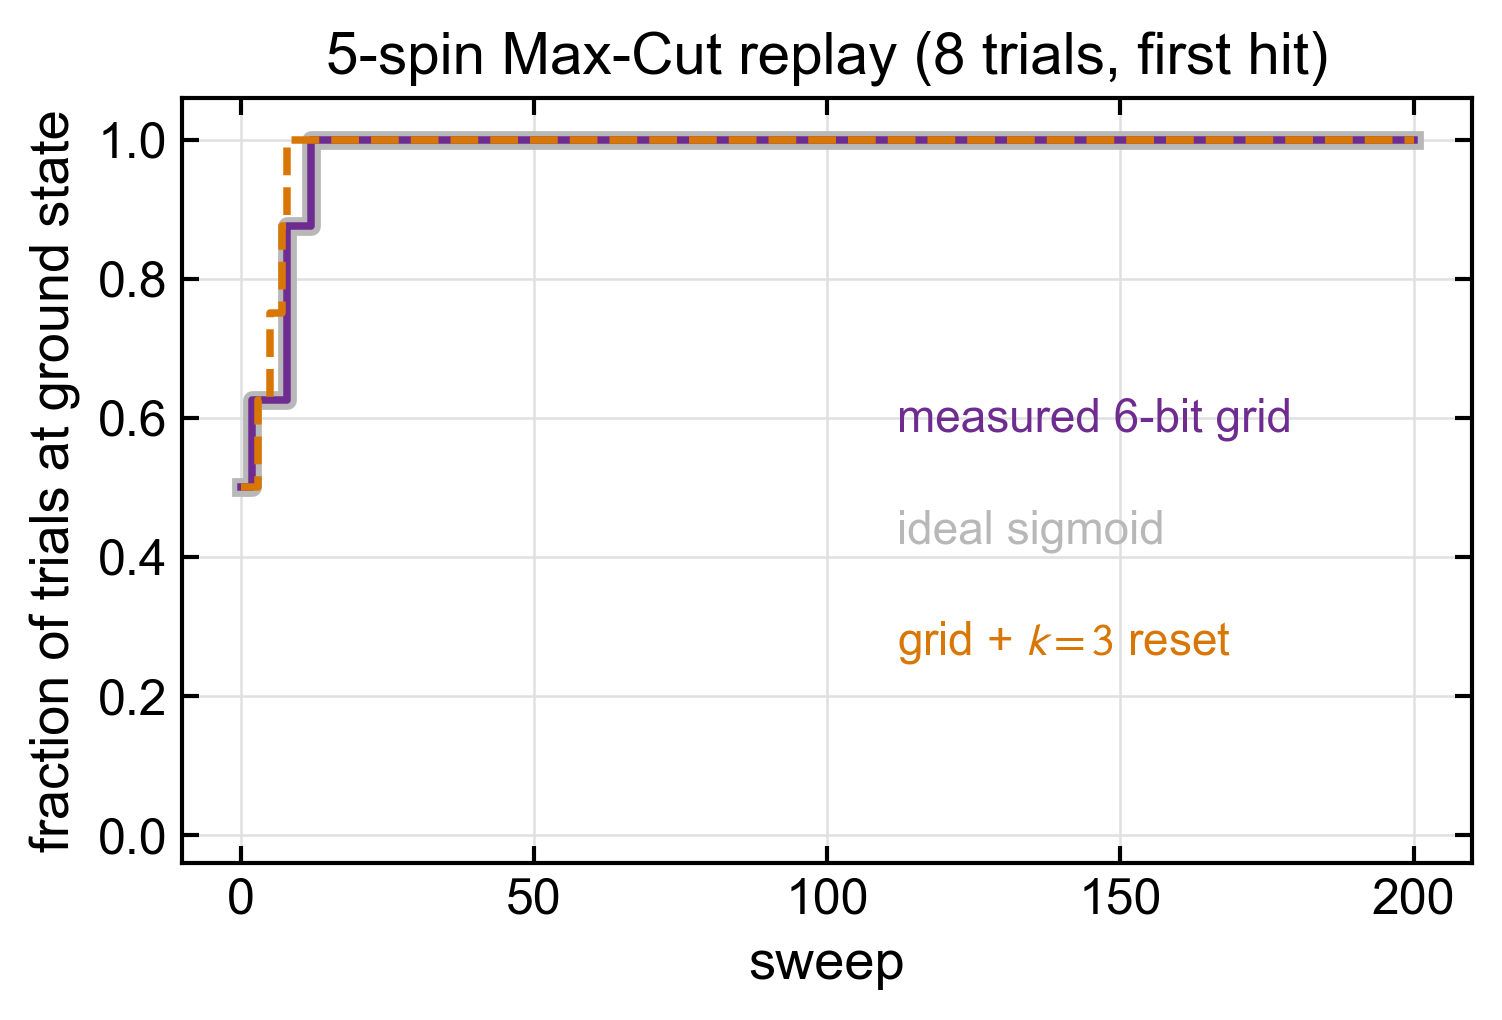 5-spin Max-Cut replay (8 trials, first hit)
fraction of trials at ground state
1.0
0.8
0.6
0.4
0.2
0.0
measured 6-bit grid
ideal sigmoid
grid + k=3 reset
0 50 100 150 200
sweep